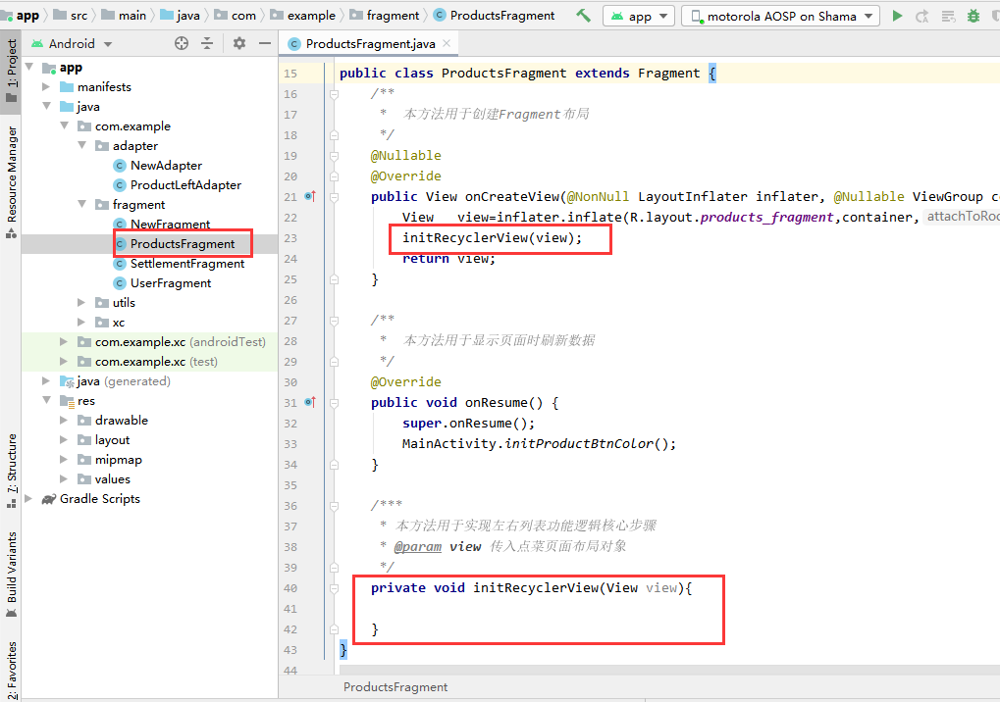 app src main java com example fragment ProductsFragment app motorola AOSP on Shama
1: Project
Resource Manager
7: Structure
Build Variants
2: Favorites
Android
app
manifests
java
com.example
adapter
NewAdapter
ProductLeftAdapter
fragment
NewFragment
ProductsFragment
SettlementFragment
UserFragment
utils
xc
com.example.xc (androidTest)
com.example.xc (test)
java (generated)
res
drawable
layout
mipmap
values
Gradle Scripts
ProductsFragment.java
15 public class ProductsFragment extends Fragment {
16 /**
17 * 本方法用于创建Fragment布局
18 */
19 @Nullable
20 @Override
21 public View onCreateView(@NonNull LayoutInflater inflater, @Nullable ViewGroup co
22 View view=inflater.inflate(R.layout.products_fragment,container, attachToRoo
23 initRecyclerView(view);
24 return view;
25 }
26
27 /**
28 * 本方法用于显示页面时刷新数据
29 */
30 @Override
31 public void onResume() {
32 super.onResume();
33 MainActivity.initProductBtnColor();
34 }
35
36 /***
37 * 本方法用于实现左右列表功能逻辑核心步骤
38 * @param view 传入点菜页面布局对象
39 */
40 private void initRecyclerView(View view){
41
42 }
43 }
44
ProductsFragment